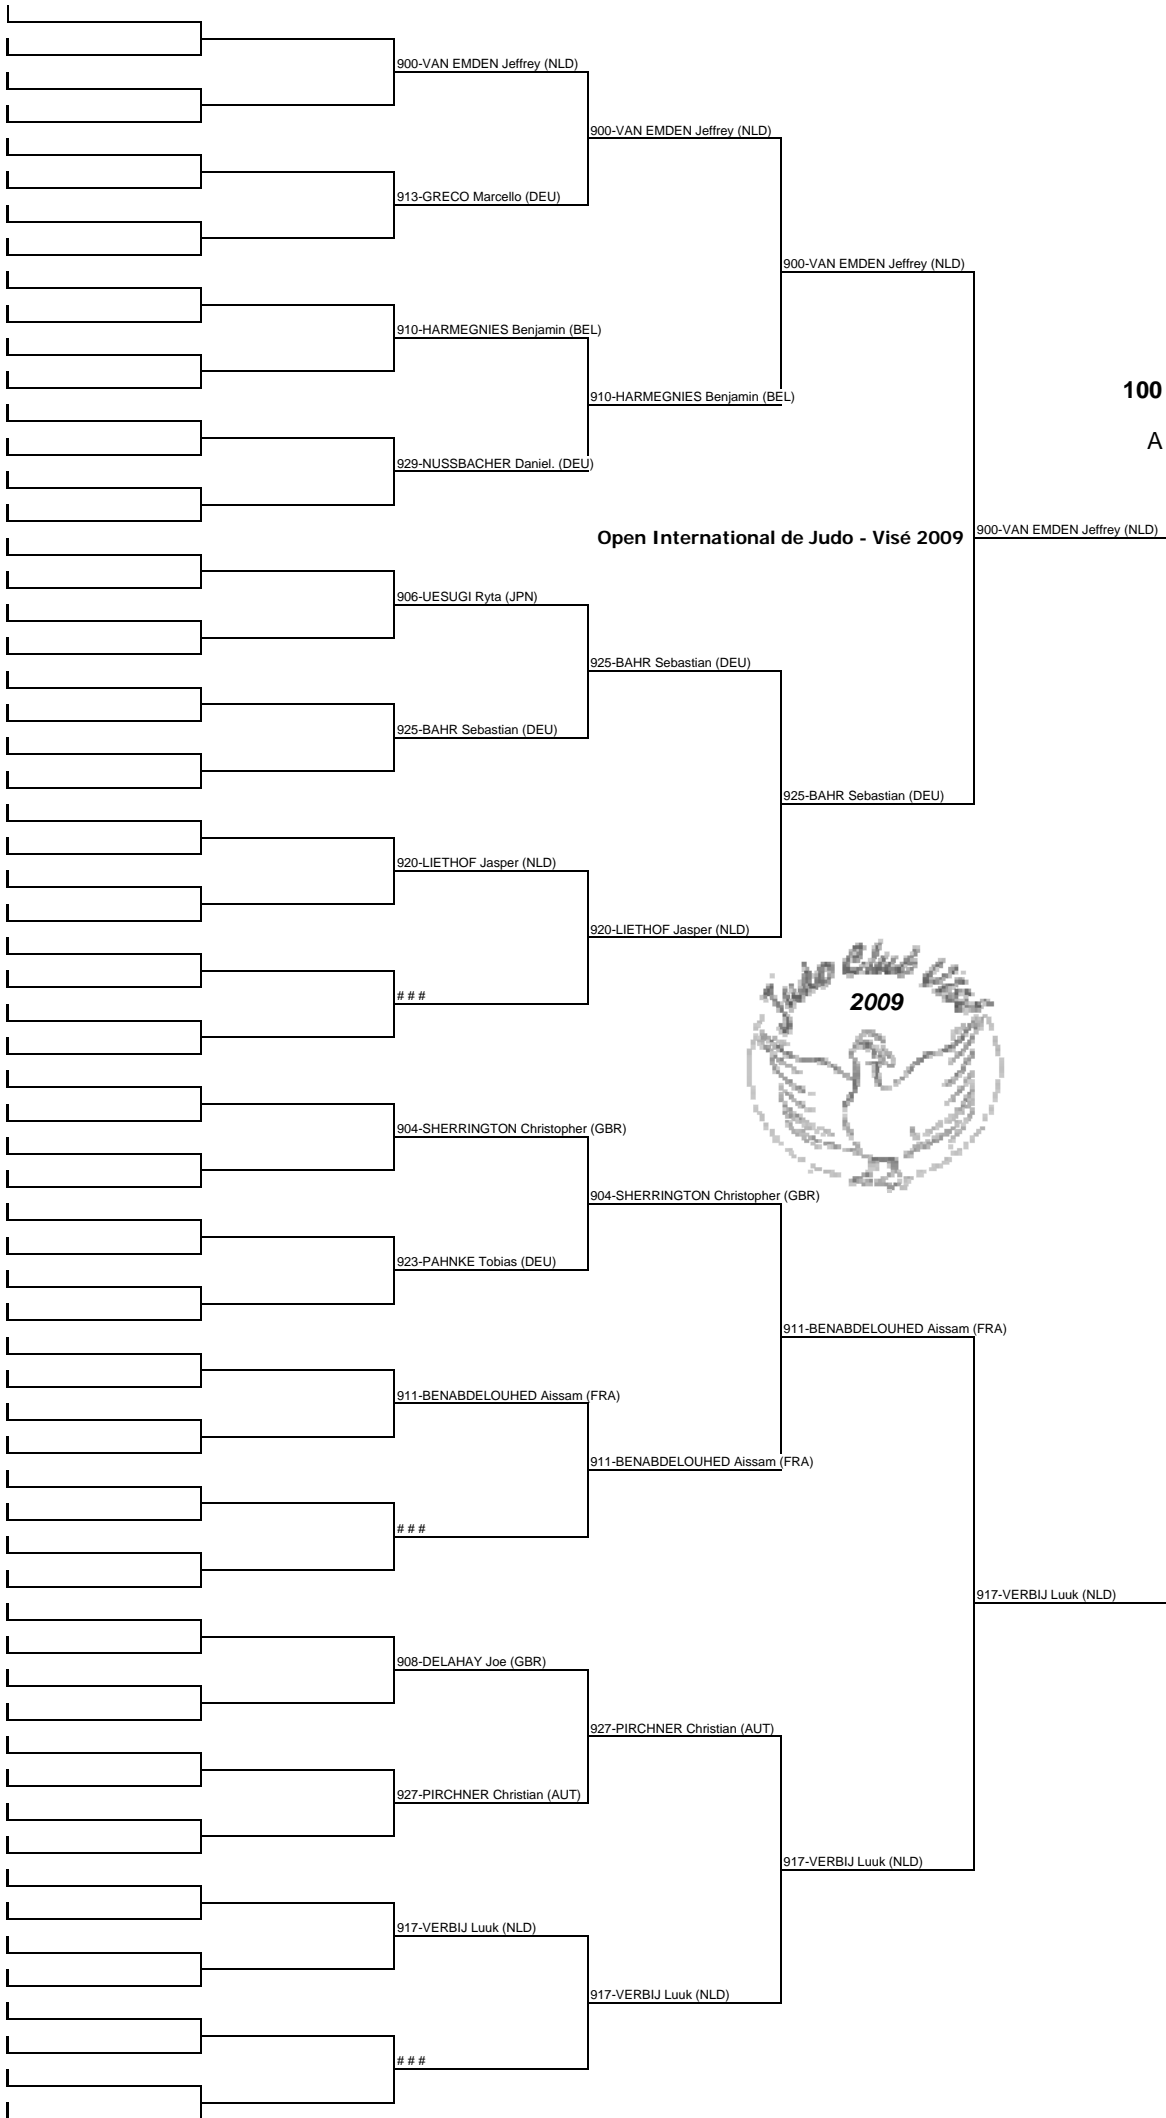 900-VAN EMDEN Jeffrey (NLD)
900-VAN EMDEN Jeffrey (NLD)
913-GRECO Marcello (DEU)
900-VAN EMDEN Jeffrey (NLD)
910-HARMEGNIES Benjamin (BEL)
100
910-HARMEGNIES Benjamin (BEL)
A
929-NUSSBACHER Daniel. (DEU)
900-VAN EMDEN Jeffrey (NLD)
Open International de Judo - Visé 2009
906-UESUGI Ryta (JPN)
925-BAHR Sebastian (DEU)
925-BAHR Sebastian (DEU)
925-BAHR Sebastian (DEU)
920-LIETHOF Jasper (NLD)
920-LIETHOF Jasper (NLD)
Judo Club Visé
# # #
2009
904-SHERRINGTON Christopher (GBR)
904-SHERRINGTON Christopher (GBR)
923-PAHNKE Tobias (DEU)
911-BENABDELOUHED Aissam (FRA)
911-BENABDELOUHED Aissam (FRA)
911-BENABDELOUHED Aissam (FRA)
# # #
917-VERBIJ Luuk (NLD)
908-DELAHAY Joe (GBR)
927-PIRCHNER Christian (AUT)
927-PIRCHNER Christian (AUT)
917-VERBIJ Luuk (NLD)
917-VERBIJ Luuk (NLD)
917-VERBIJ Luuk (NLD)
# # #